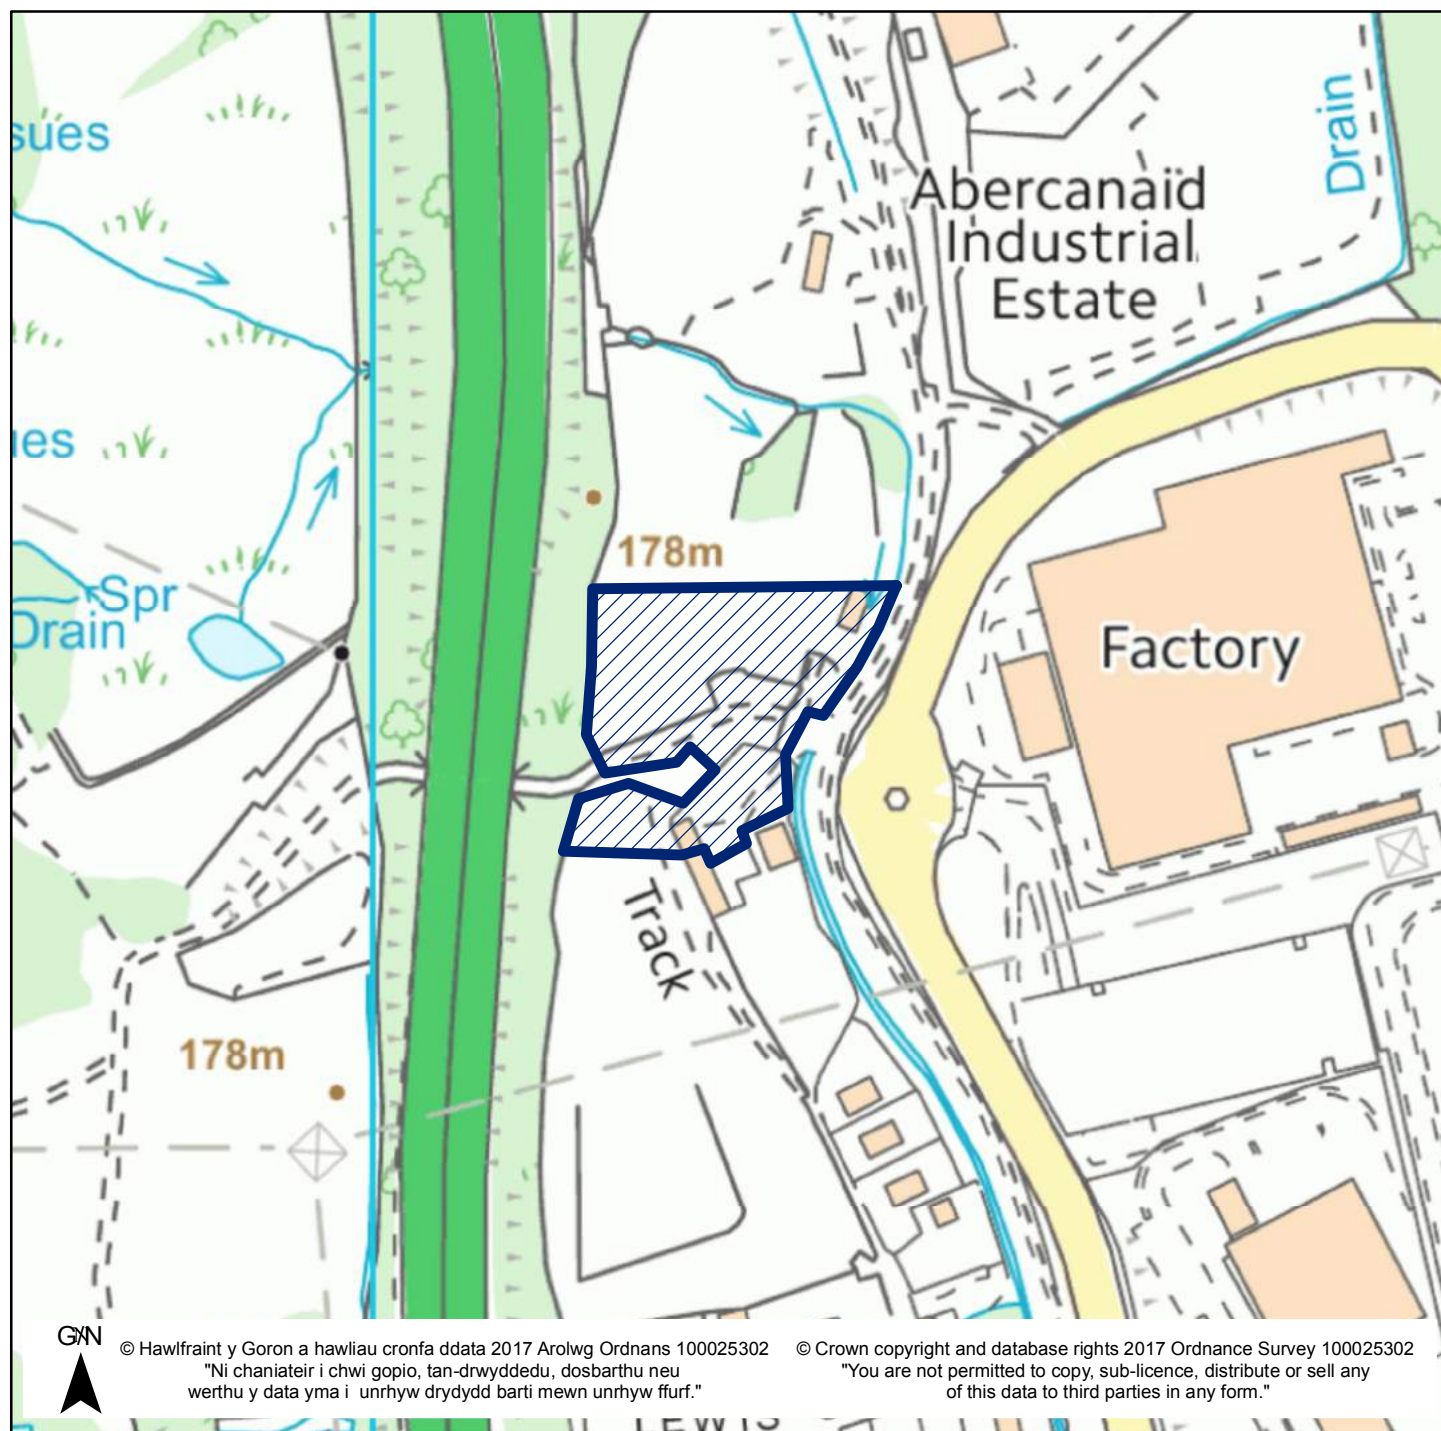 sues
Drain
Abercanaid
Industrial
Estate
ues
178m
Spr
Drain
Factory
Track
178m
© Hawlfraint y Goron a hawliau cronfa ddata 2017 Arolwg Ordnans 100025302
"Ni chaniateir i chwi gopio, tan-drwyddedu, dosbarthu neu
werthu y data yma i unrhyw drydydd barti mewn unrhyw ffurf."
© Crown copyright and database rights 2017 Ordnance Survey 100025302
"You are not permitted to copy, sub-licence, distribute or sell any
of this data to third parties in any form."